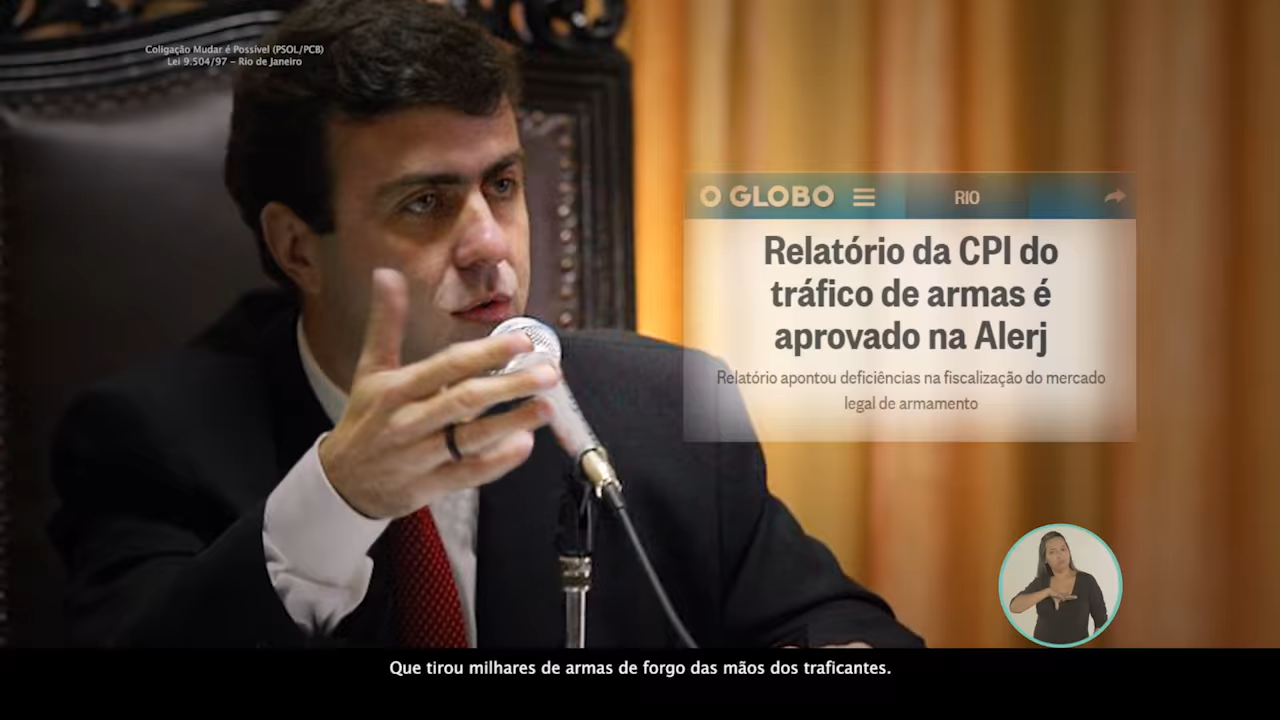 Coligação Mudar é Possível (PSOL/PCB)
Lei 9.504/97 – Rio de Janeiro
O GLOBO
RIO
Relatório da CPI do
tráfico de armas é
aprovado na Alerj
Relatório apontou deficiências na fiscalização do mercado
legal de armamento
Que tirou milhares de armas de forgo das mãos dos traficantes.